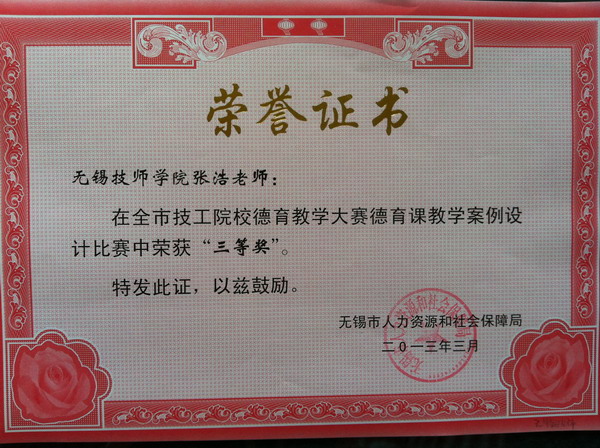 荣誉证书
无锡技师学院张浩老师：
在全市技工院校德育教学大赛德育课教学案例设
计比赛中荣获“三等奖”。
特发此证，以兹鼓励。
无锡市人力资源和社会保障局
二0一三年三月